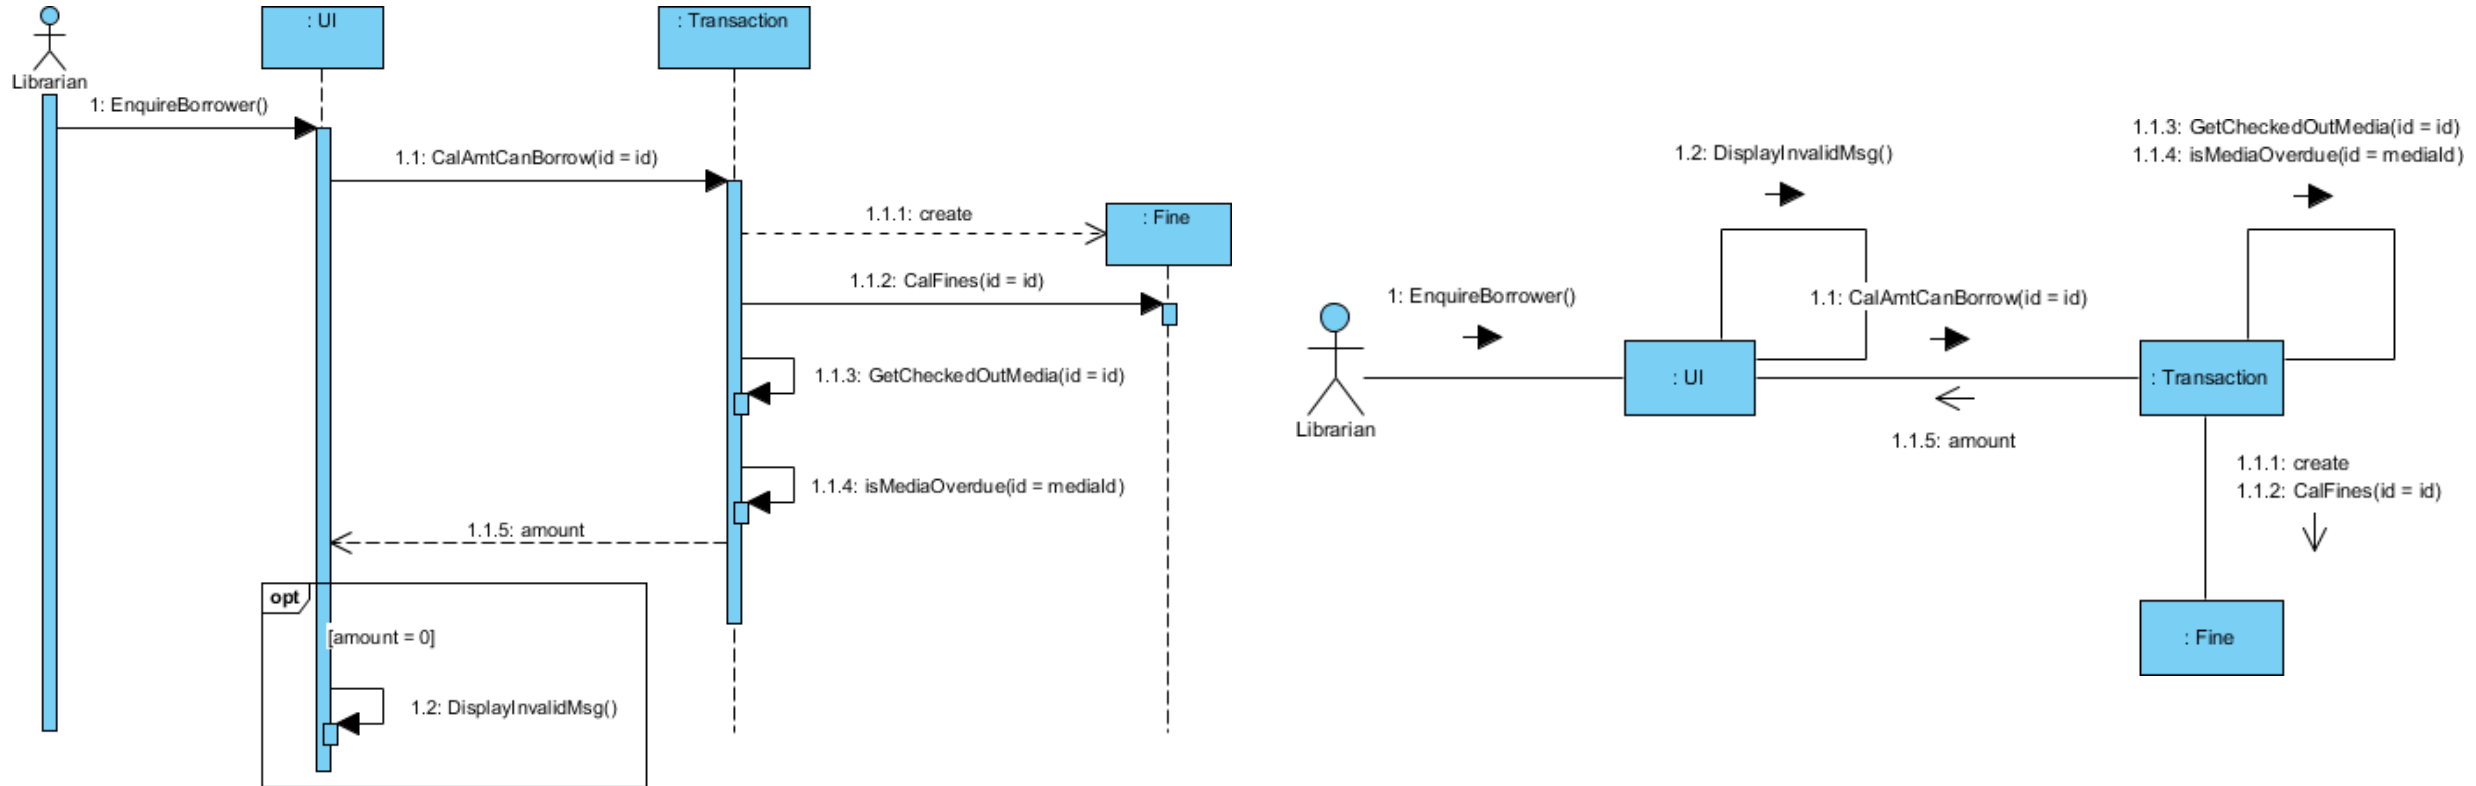 : UI
: Transaction
Librarian
1: EnquireBorrower()
1.1: CalAmtCanBorrow(id = id)
1.1.1: create
: Fine
1.1.2: CalFines(id = id)
1.1.3: GetCheckedOutMedia(id = id)
1.1.4: isMediaOverdue(id = mediaId)
1.1.5: amount
opt
[amount = 0]
1.2: DisplayInvalidMsg()
1.1.3: GetCheckedOutMedia(id = id)
1.1.4: isMediaOverdue(id = mediaId)
1.2: DisplayInvalidMsg()
1: EnquireBorrower()
1.1: CalAmtCanBorrow(id = id)
: UI
: Transaction
Librarian
1.1.5: amount
1.1.1: create
1.1.2: CalFines(id = id)
: Fine